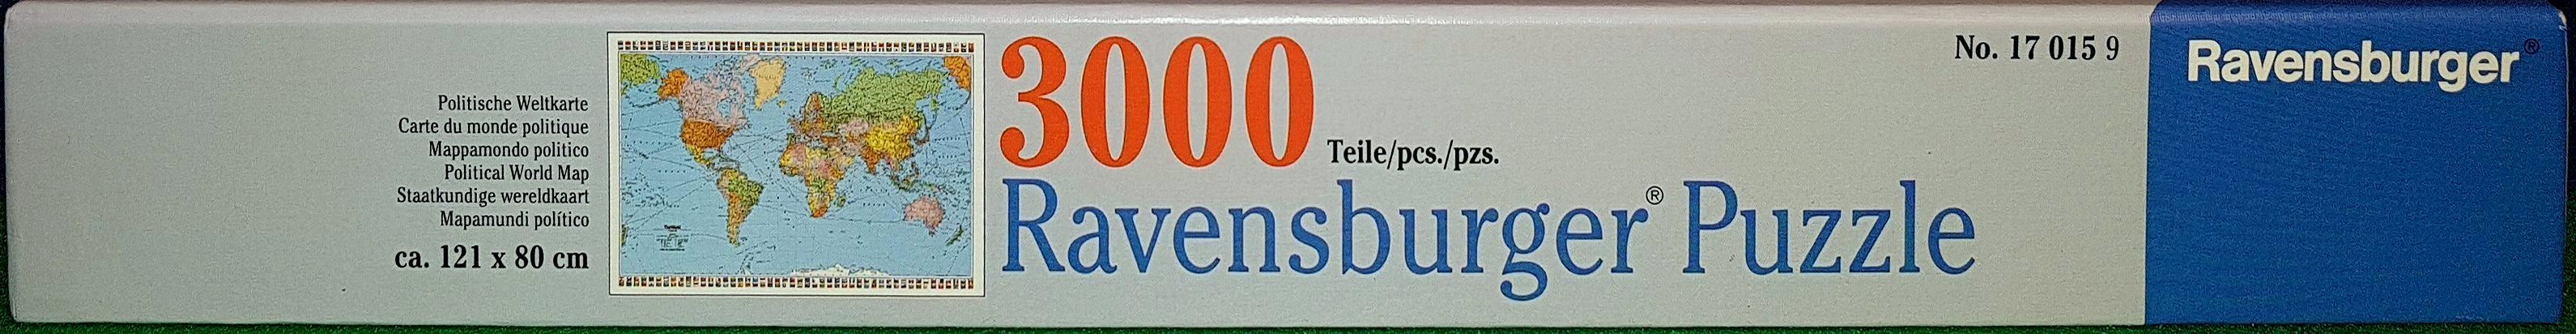 Politische Weltkarte
Carte du monde politique
Mappamondo politico
Political World Map
Staatkundige wereldkaart
Mapamundi político
ca. 121 x 80 cm
3000 Teile/pcs./pzs.
Ravensburger® Puzzle
No. 17 015 9
Ravensburger®